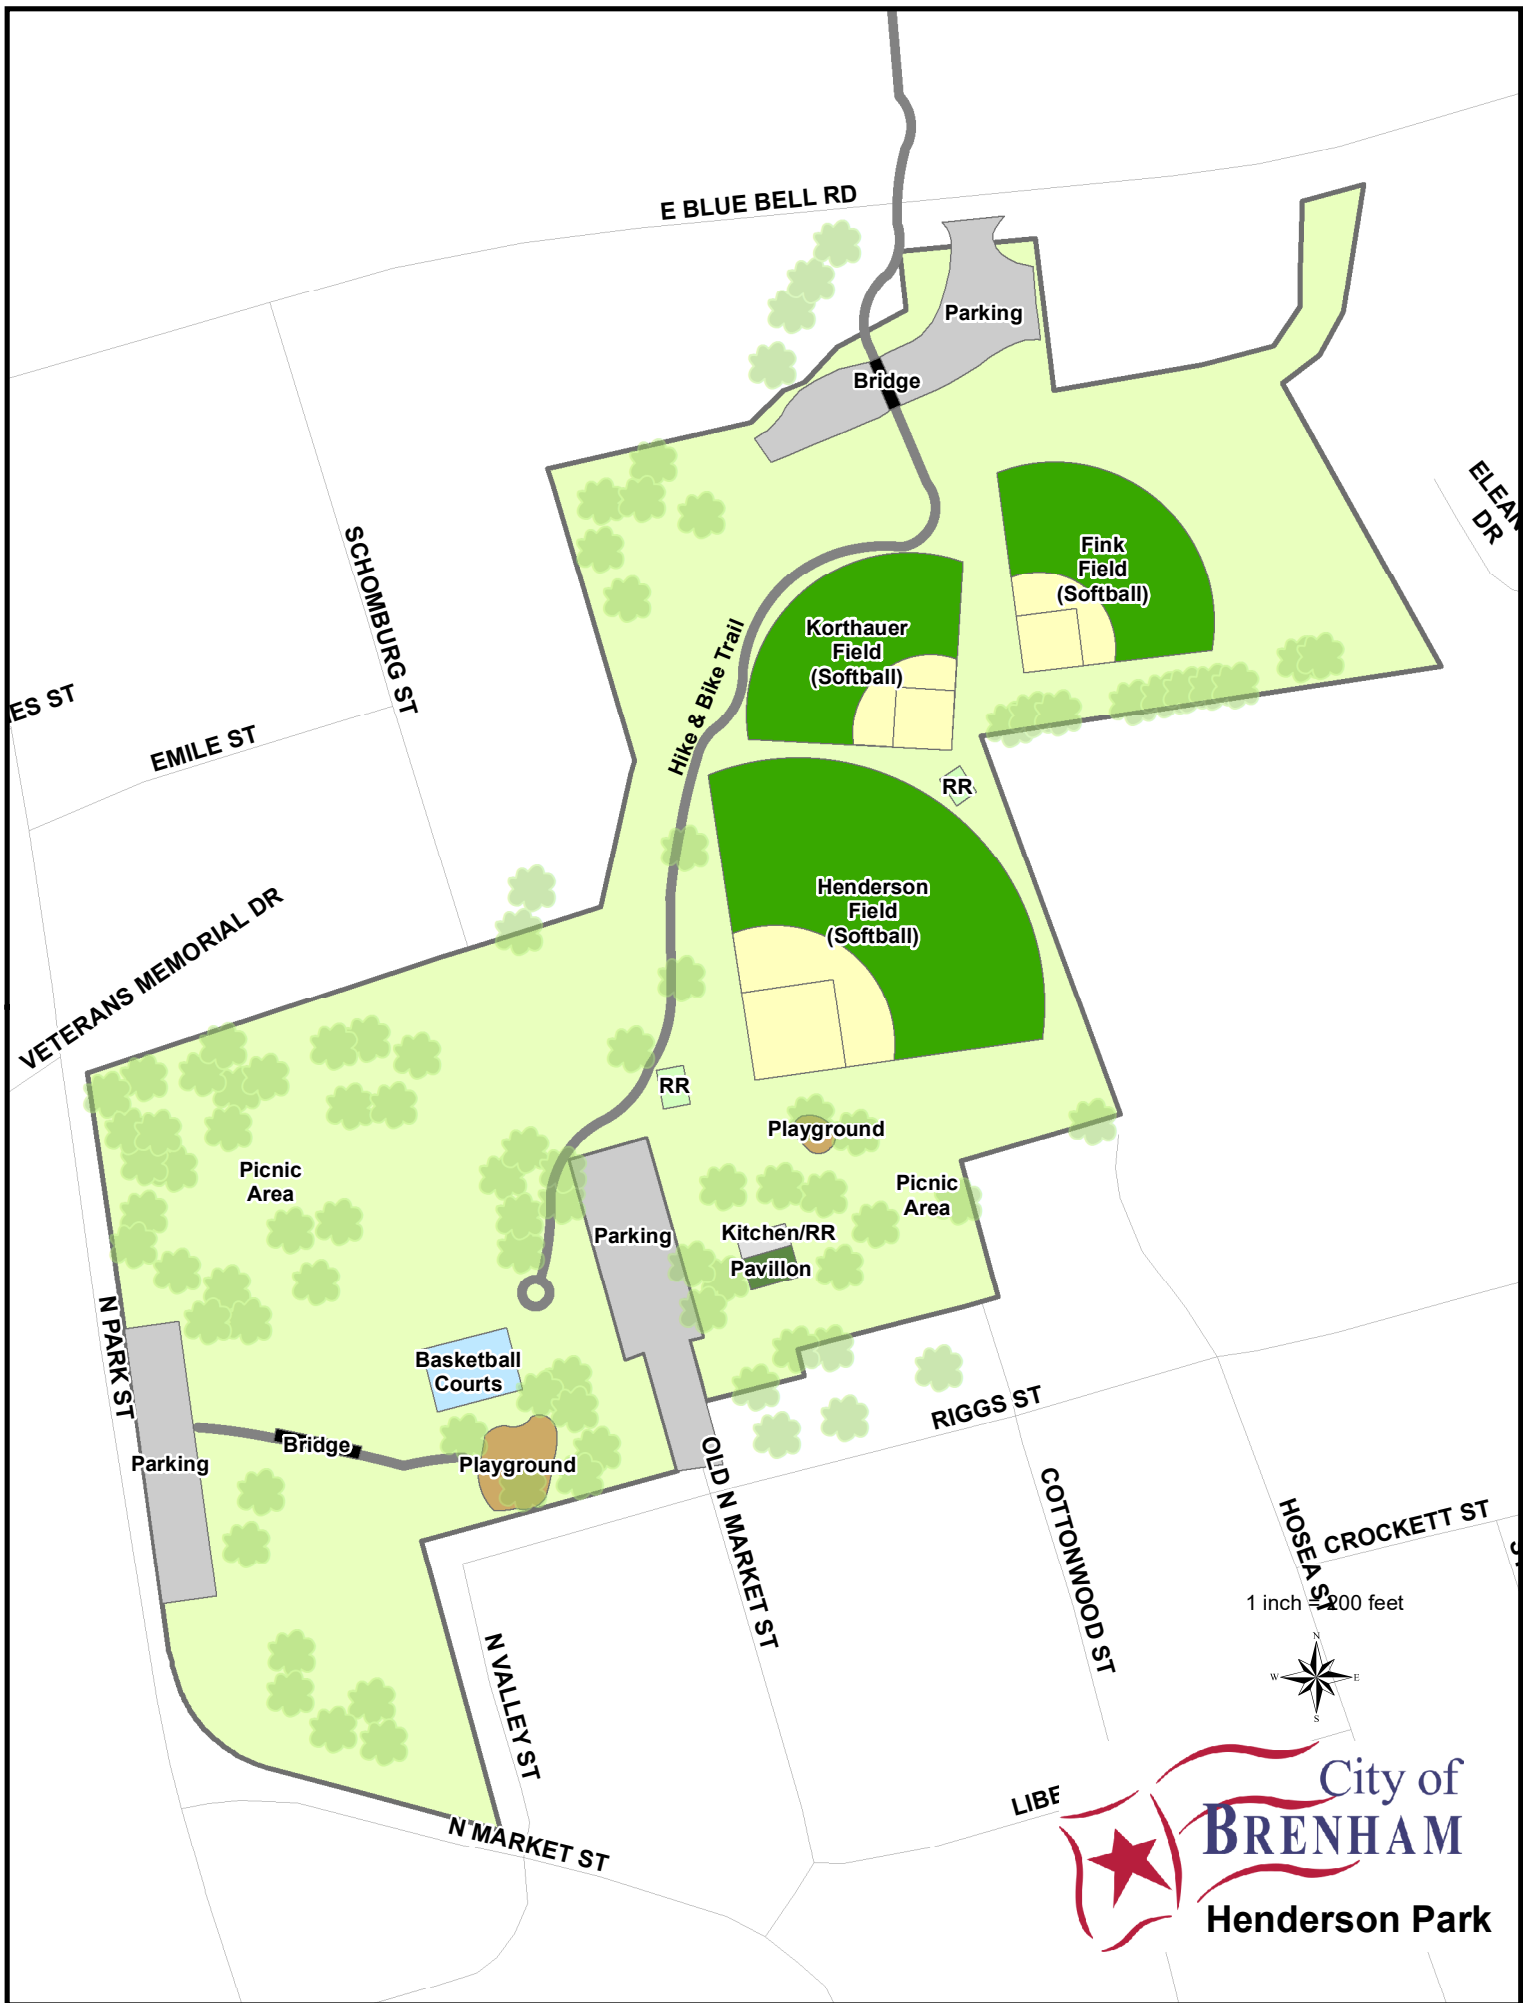 E BLUE BELL RD
Parking
Bridge
ELEAN
DR
Fink
Field
(Softball)
SCHOMBURG ST
Korthauer
Field
(Softball)
Hike & Bike Trail
ES ST
EMILE ST
RR
Henderson
Field
(Softball)
VETERANS MEMORIAL DR
RR
Playground
Picnic
Area
Picnic
Area
Parking
Kitchen/RR
Pavillon
N PARK ST
Basketball
Courts
RIGGS ST
Bridge
Parking
Playground
OLD N MARKET ST
COTTONWOOD ST
HOSEA ST
CROCKETT ST
1 inch = 200 feet
N
W
E
S
N VALLEY ST
N MARKET ST
LIBE
City of
BRENHAM
Henderson Park